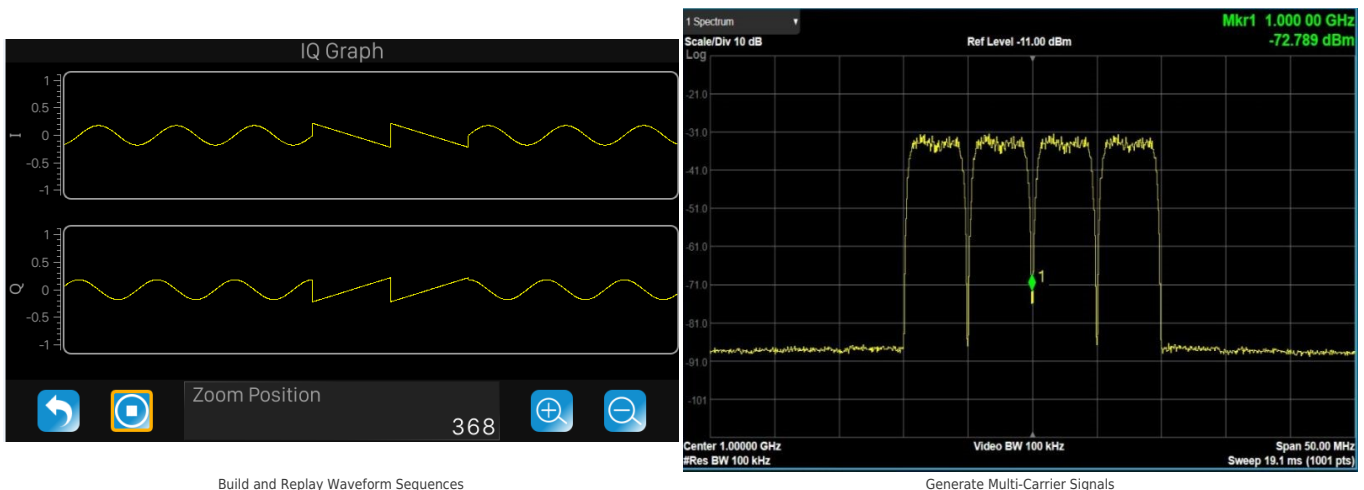 IQ Graph
1
0.5
0
-0.5
-1
I
1
0.5
0
-0.5
-1
Q
Zoom Position
368
Build and Replay Waveform Sequences
1 Spectrum
Mkr1 1.000 00 GHz
Scale/Div 10 dB
Ref Level -11.00 dBm
-72.789 dBm
Log
-21.0
-31.0
-41.0
-51.0
-61.0
-71.0
-81.0
-91.0
-101
1
Center 1.00000 GHz
Video BW 100 kHz
Span 50.00 MHz
#Res BW 100 kHz
Sweep 19.1 ms (1001 pts)
Generate Multi-Carrier Signals